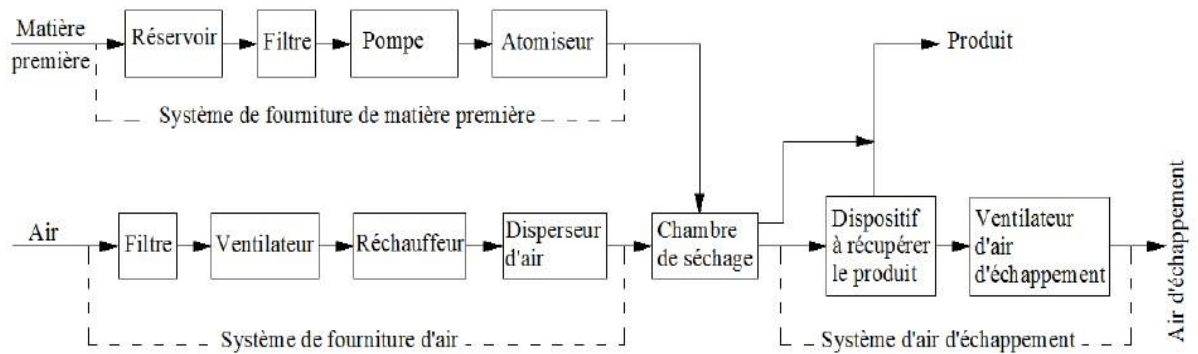 Matière
première
Réservoir
Filtre
Pompe
Atomiseur
Produit
Système de fourniture de matière première
Air
Filtre
Ventilateur
Réchauffeur
Disperseur
d'air
Chambre
de séchage
Dispositif
à récupérer
le produit
Ventilateur
d'air
d'échappement
Air d'échappement
Système de fourniture d'air
Système d'air d'échappement